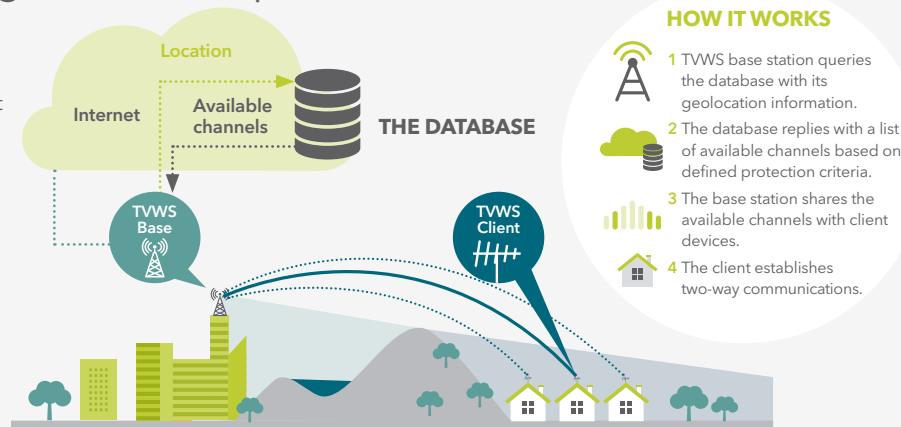 Location
Internet
Available
channels
THE DATABASE
TVWS
Base
TVWS
Client
HOW IT WORKS
1 TVWS base station queries
the database with its
geolocation information.
2 The database replies with a list
of available channels based on
defined protection criteria.
3 The base station shares the
available channels with client
devices.
4 The client establishes
two-way communications.